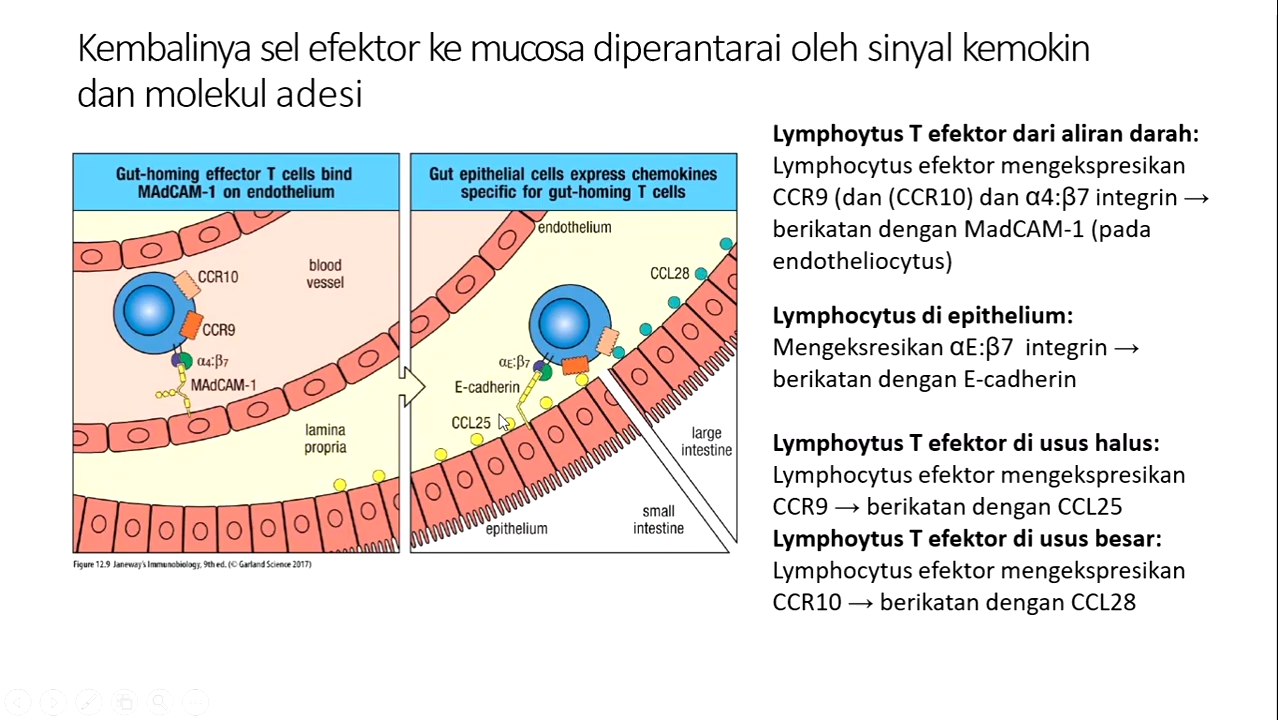 Kembalinya sel efektor ke mucosa diperantarai oleh sinyal kemokin
dan molekul adesi
Gut-homing effector T cells bind
MAdCAM-1 on endothelium
CCR10
blood
vessel
CCR9
α4:β7
MAdCAM-1
lamina
propria
Gut epithelial cells express chemokines
specific for gut-homing T cells
endothelium
CCL28
αE:β7
E-cadherin
CCL25
large
intestine
small
intestine
epithelium
Figure 12.9 Janeway's Immunobiology, 9th ed. (© Garland Science 2017)
Lymphoytus T efektor dari aliran darah:
Lymphocytus efektor mengekspresikan
CCR9 (dan (CCR10) dan α4:β7 integrin →
berikatan dengan MadCAM-1 (pada
endotheliocytus)
Lymphocytus di epithelium:
Mengeksresikan αE:β7 integrin →
berikatan dengan E-cadherin
Lymphoytus T efektor di usus halus:
Lymphocytus efektor mengekspresikan
CCR9 → berikatan dengan CCL25
Lymphoytus T efektor di usus besar:
Lymphocytus efektor mengekspresikan
CCR10 → berikatan dengan CCL28